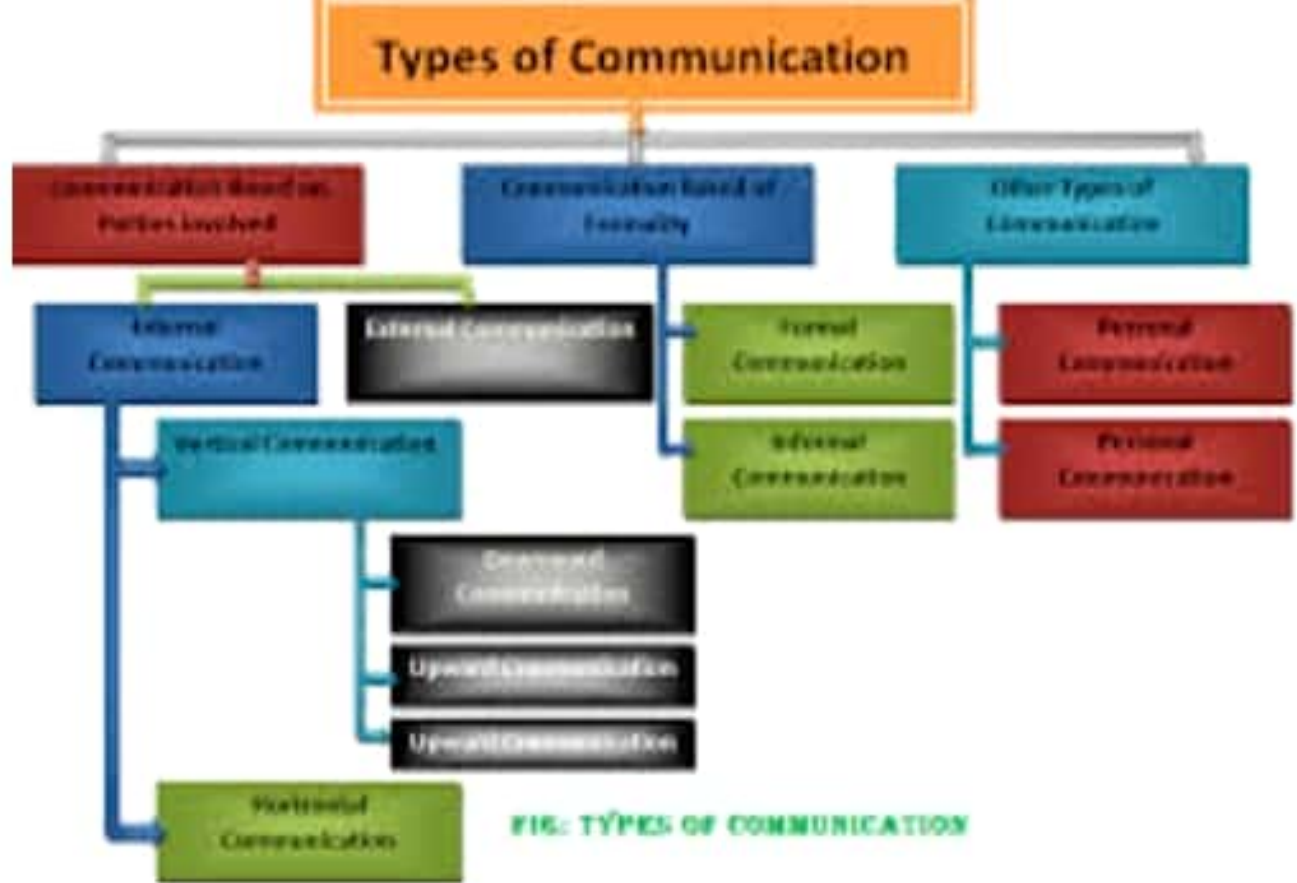 Types of Communication
Communication Based on
Parties involved
Communication Based of
Formality
Other Types of
Communication
Internal
Communication
External Communication
Formal
Communication
Personal
Communication
Vertical Communication
Informal
Communication
Personal
Communication
Downward
Communication
Upward Communication
Upward Communication
Horizontal
Communication
FIG: TYPES OF COMMUNICATION